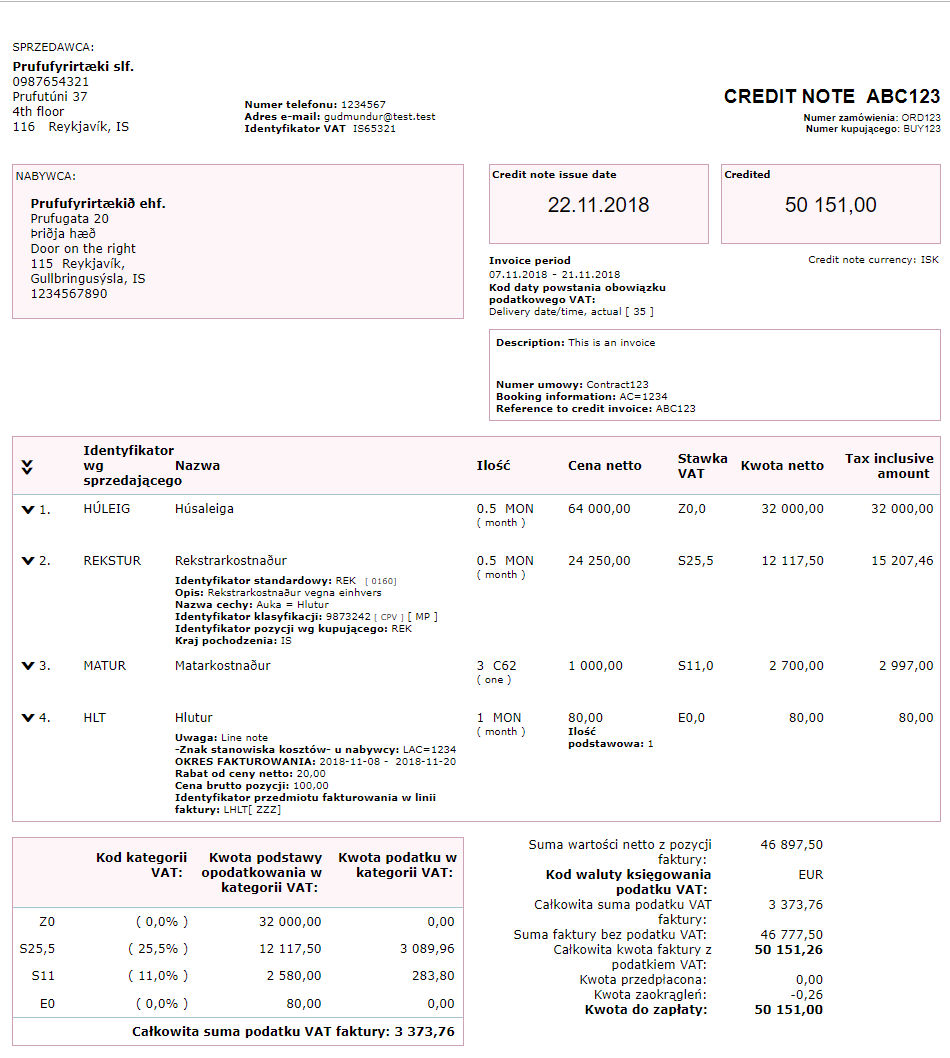 SPRZEDAWCA:
Prufufyrirtæki slf.
0987654321
Prufutúni 37
4th floor
116 Reykjavík, IS
Numer telefonu: 1234567
Adres e-mail: gudmundur@test.test
Identyfikator VAT IS65321
CREDIT NOTE ABC123
Numer zamówienia: ORD123
Numer kupującego: BUY123
NABYWCA:
Prufufyrirtækið ehf.
Prufugata 20
Þriðja hæð
Door on the right
115 Reykjavík,
Gullbringusýsla, IS
1234567890
Credit note issue date
22.11.2018
Credited
50 151,00
Invoice period
07.11.2018 - 21.11.2018
Kod daty powstania obowiązku
podatkowego VAT:
Delivery date/time, actual [ 35 ]
Credit note currency: ISK
Description: This is an invoice
Numer umowy: Contract123
Booking information: AC=1234
Reference to credit invoice: ABC123
Identyfikator
wg
sprzedającego Nazwa Ilość Cena netto Stawka
VAT Kwota netto Tax inclusive
amount
1. HÚLEIG Húsaleiga 0.5 MON 64 000,00 Z0,0 32 000,00 32 000,00
( month )
2. REKSTUR Rekstrarkostnaður 0.5 MON 24 250,00 S25,5 12 117,50 15 207,46
( month )
Identyfikator standardowy: REK [ 0160]
Opis: Rekstrarkostnaður vegna einhvers
Nazwa cechy: Auka = Hlutur
Identyfikator klasyfikacji: 9873242 [ CPV ] [ MP ]
Identyfikator pozycji wg kupującego: REK
Kraj pochodzenia: IS
3. MATUR Matarkostnaður 3 C62 1 000,00 S11,0 2 700,00 2 997,00
( one )
4. HLT Hlutur 1 MON 80,00 E0,0 80,00 80,00
( month ) Ilość
podstawowa: 1
Uwaga: Line note
-Znak stanowiska kosztów- u nabywcy: LAC=1234
OKRES FAKTUROWANIA: 2018-11-08 - 2018-11-20
Rabat od ceny netto: 20,00
Cena brutto pozycji: 100,00
Identyfikator przedmiotu fakturowania w linii
faktury: LHLT[ ZZZ]
Kod kategorii
VAT: Kwota podstawy
opodatkowania w
kategorii VAT: Kwota podatku w
kategorii VAT:
Z0 ( 0,0% ) 32 000,00 0,00
S25,5 ( 25,5% ) 12 117,50 3 089,96
S11 ( 11,0% ) 2 580,00 283,80
E0 ( 0,0% ) 80,00 0,00
Całkowita suma podatku VAT faktury: 3 373,76
Suma wartości netto z pozycji 46 897,50
faktury:
Kod waluty księgowania EUR
podatku VAT:
Całkowita suma podatku VAT 3 373,76
faktury:
Suma faktury bez podatku VAT: 46 777,50
Całkowita kwota faktury z 50 151,26
podatkiem VAT:
Kwota przedpłacona: 0,00
Kwota zaokrągleń: -0,26
Kwota do zapłaty: 50 151,00